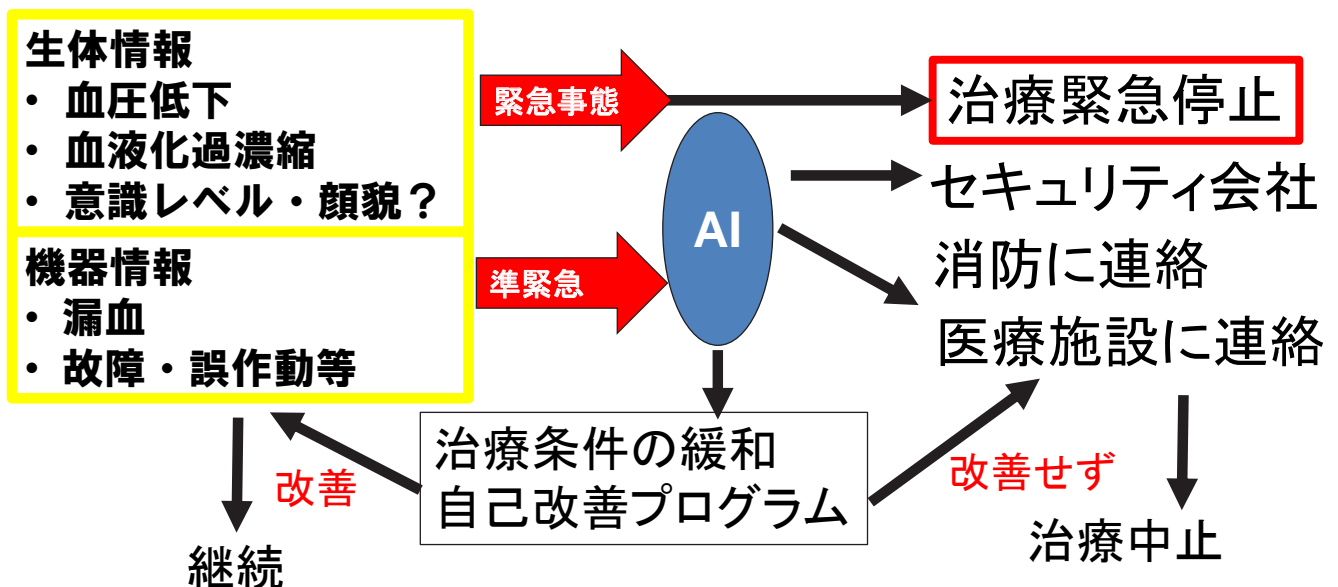 生体情報
• 血圧低下
• 血液化過濃縮
• 意識レベル・顔貌？
機器情報
• 漏血
• 故障・誤作動等
緊急事態
準緊急
AI
治療緊急停止
セキュリティ会社
消防に連絡
医療施設に連絡
治療条件の緩和
自己改善プログラム
改善
改善せず
継続
治療中止